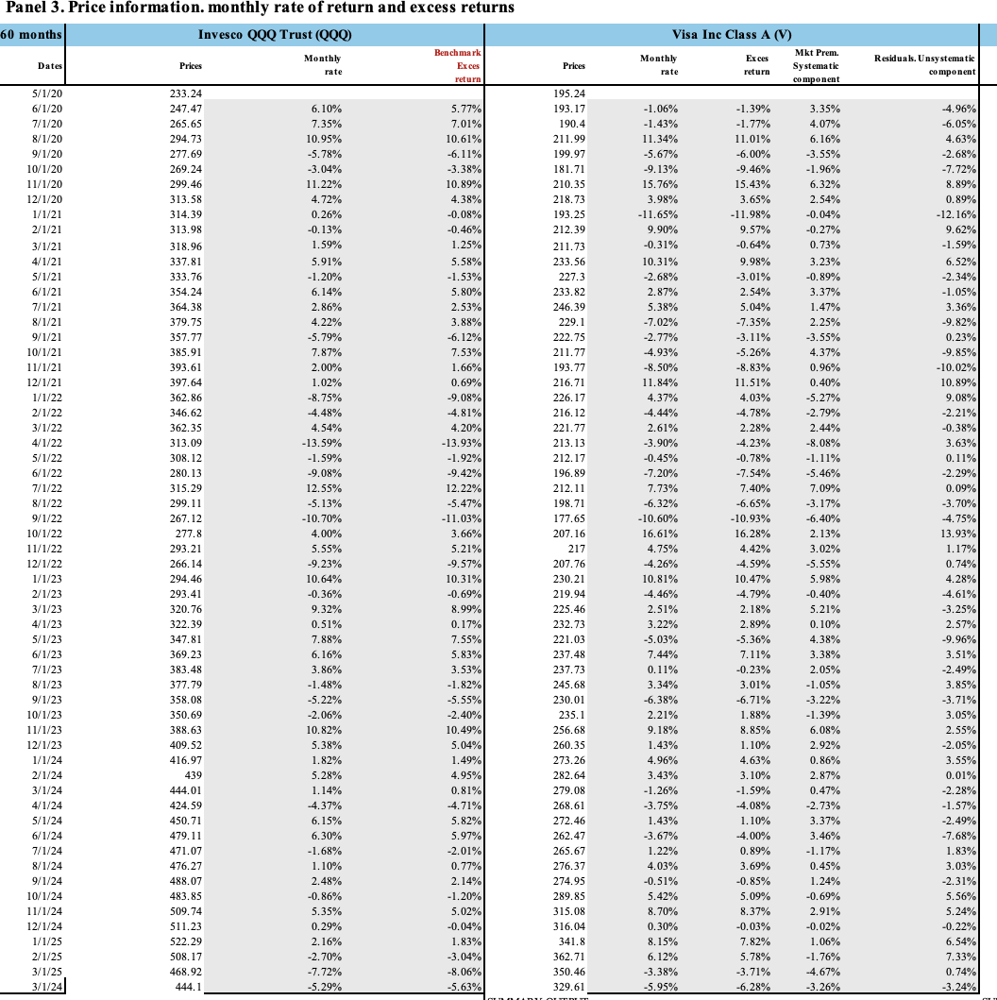 Panel 3. Price information. monthly rate of return and excess returns
60 months Invesco QQQ Trust (QQQ) Visa Inc Class A (V)
Dates Prices Monthly rate Benchmark Exces return Prices Monthly rate Exces return Mkt Prem. Systematic component Residuals. Unsystematic component
5/1/20 233.24 195.24
6/1/20 247.47 6.10% 5.77% 193.17 -1.06% -1.39% 3.35% -4.96%
7/1/20 265.65 7.35% 7.01% 190.4 -1.43% -1.77% 4.07% -6.05%
8/1/20 294.73 10.95% 10.61% 211.99 11.34% 11.01% 6.16% 4.63%
9/1/20 277.69 -5.78% -6.11% 199.97 -5.67% -6.00% -3.55% -2.68%
10/1/20 269.24 -3.04% -3.38% 181.71 -9.13% -9.46% -1.96% -7.72%
11/1/20 299.46 11.22% 10.89% 210.35 15.76% 15.43% 6.32% 8.89%
12/1/20 313.58 4.72% 4.38% 218.73 3.98% 3.65% 2.54% 0.89%
1/1/21 314.39 0.26% -0.08% 193.25 -11.65% -11.98% -0.04% -12.16%
2/1/21 313.98 -0.13% -0.46% 212.39 9.90% 9.57% -0.27% 9.62%
3/1/21 318.96 1.59% 1.25% 211.73 -0.31% -0.64% 0.73% -1.59%
4/1/21 337.81 5.91% 5.58% 233.56 10.31% 9.98% 3.23% 6.52%
5/1/21 333.76 -1.20% -1.53% 227.3 -2.68% -3.01% -0.89% -2.34%
6/1/21 354.24 6.14% 5.80% 233.82 2.87% 2.54% 3.37% -1.05%
7/1/21 364.38 2.86% 2.53% 246.39 5.38% 5.04% 1.47% 3.36%
8/1/21 379.75 4.22% 3.88% 229.1 -7.02% -7.35% 2.25% -9.82%
9/1/21 357.77 -5.79% -6.12% 222.75 -2.77% -3.11% -3.55% 0.23%
10/1/21 385.91 7.87% 7.53% 211.77 -4.93% -5.26% 4.37% -9.85%
11/1/21 393.61 2.00% 1.66% 193.77 -8.50% -8.83% 0.96% -10.02%
12/1/21 397.64 1.02% 0.69% 216.71 11.84% 11.51% 0.40% 10.89%
1/1/22 362.86 -8.75% -9.08% 226.17 4.37% 4.03% -5.27% 9.08%
2/1/22 346.62 -4.48% -4.81% 216.12 -4.44% -4.78% -2.79% -2.21%
3/1/22 362.35 4.54% 4.20% 221.77 2.61% 2.28% 2.44% -0.38%
4/1/22 313.09 -13.59% -13.93% 213.13 -3.90% -4.23% -8.08% 3.63%
5/1/22 308.12 -1.59% -1.92% 212.17 -0.45% -0.78% -1.11% 0.11%
6/1/22 280.13 -9.08% -9.42% 196.89 -7.20% -7.54% -5.46% -2.29%
7/1/22 315.29 12.55% 12.22% 212.11 7.73% 7.40% 7.09% 0.09%
8/1/22 299.11 -5.13% -5.47% 198.71 -6.32% -6.65% -3.17% -3.70%
9/1/22 267.12 -10.70% -11.03% 177.65 -10.60% -10.93% -6.40% -4.75%
10/1/22 277.8 4.00% 3.66% 207.16 16.61% 16.28% 2.13% 13.93%
11/1/22 293.21 5.55% 5.21% 217 4.75% 4.42% 3.02% 1.17%
12/1/22 266.14 -9.23% -9.57% 207.76 -4.26% -4.59% -5.55% 0.74%
1/1/23 294.46 10.64% 10.31% 230.21 10.81% 10.47% 5.98% 4.28%
2/1/23 293.41 -0.36% -0.69% 219.94 -4.46% -4.79% -0.40% -4.61%
3/1/23 320.76 9.32% 8.99% 225.46 2.51% 2.18% 5.21% -3.25%
4/1/23 322.39 0.51% 0.17% 232.73 3.22% 2.89% 0.10% 2.57%
5/1/23 347.81 7.88% 7.55% 221.03 -5.03% -5.36% 4.38% -9.96%
6/1/23 369.23 6.16% 5.83% 237.48 7.44% 7.11% 3.38% 3.51%
7/1/23 383.48 3.86% 3.53% 237.73 0.11% -0.23% 2.05% -2.49%
8/1/23 377.79 -1.48% -1.82% 245.68 3.34% 3.01% -1.05% 3.85%
9/1/23 358.08 -5.22% -5.55% 230.01 -6.38% -6.71% -3.22% -3.71%
10/1/23 350.69 -2.06% -2.40% 235.1 2.21% 1.88% -1.39% 3.05%
11/1/23 388.63 10.82% 10.49% 256.68 9.18% 8.85% 6.08% 2.55%
12/1/23 409.52 5.38% 5.04% 260.35 1.43% 1.10% 2.92% -2.05%
1/1/24 416.97 1.82% 1.49% 273.26 4.96% 4.63% 0.86% 3.55%
2/1/24 439 5.28% 4.95% 282.64 3.43% 3.10% 2.87% 0.01%
3/1/24 444.01 1.14% 0.81% 279.08 -1.26% -1.59% 0.47% -2.28%
4/1/24 424.59 -4.37% -4.71% 268.61 -3.75% -4.08% -2.73% -1.57%
5/1/24 450.71 6.15% 5.82% 272.46 1.43% 1.10% 3.37% -2.49%
6/1/24 479.11 6.30% 5.97% 262.47 -3.67% -4.00% 3.46% -7.68%
7/1/24 471.07 -1.68% -2.01% 265.67 1.22% 0.89% -1.17% 1.83%
8/1/24 476.27 1.10% 0.77% 276.37 4.03% 3.69% 0.45% 3.03%
9/1/24 488.07 2.48% 2.14% 274.95 -0.51% -0.85% 1.24% -2.31%
10/1/24 483.85 -0.86% -1.20% 289.85 5.42% 5.09% -0.69% 5.56%
11/1/24 509.74 5.35% 5.02% 315.08 8.70% 8.37% 2.91% 5.24%
12/1/24 511.23 0.29% -0.04% 316.04 0.30% -0.03% -0.02% -0.22%
1/1/25 522.29 2.16% 1.83% 341.8 8.15% 7.82% 1.06% 6.54%
2/1/25 508.17 -2.70% -3.04% 362.71 6.12% 5.78% -1.76% 7.33%
3/1/25 468.92 -7.72% -8.06% 350.46 -3.38% -3.71% -4.67% 0.74%
3/1/24 444.1 -5.29% -5.63% 329.61 -5.95% -6.28% -3.26% -3.24%